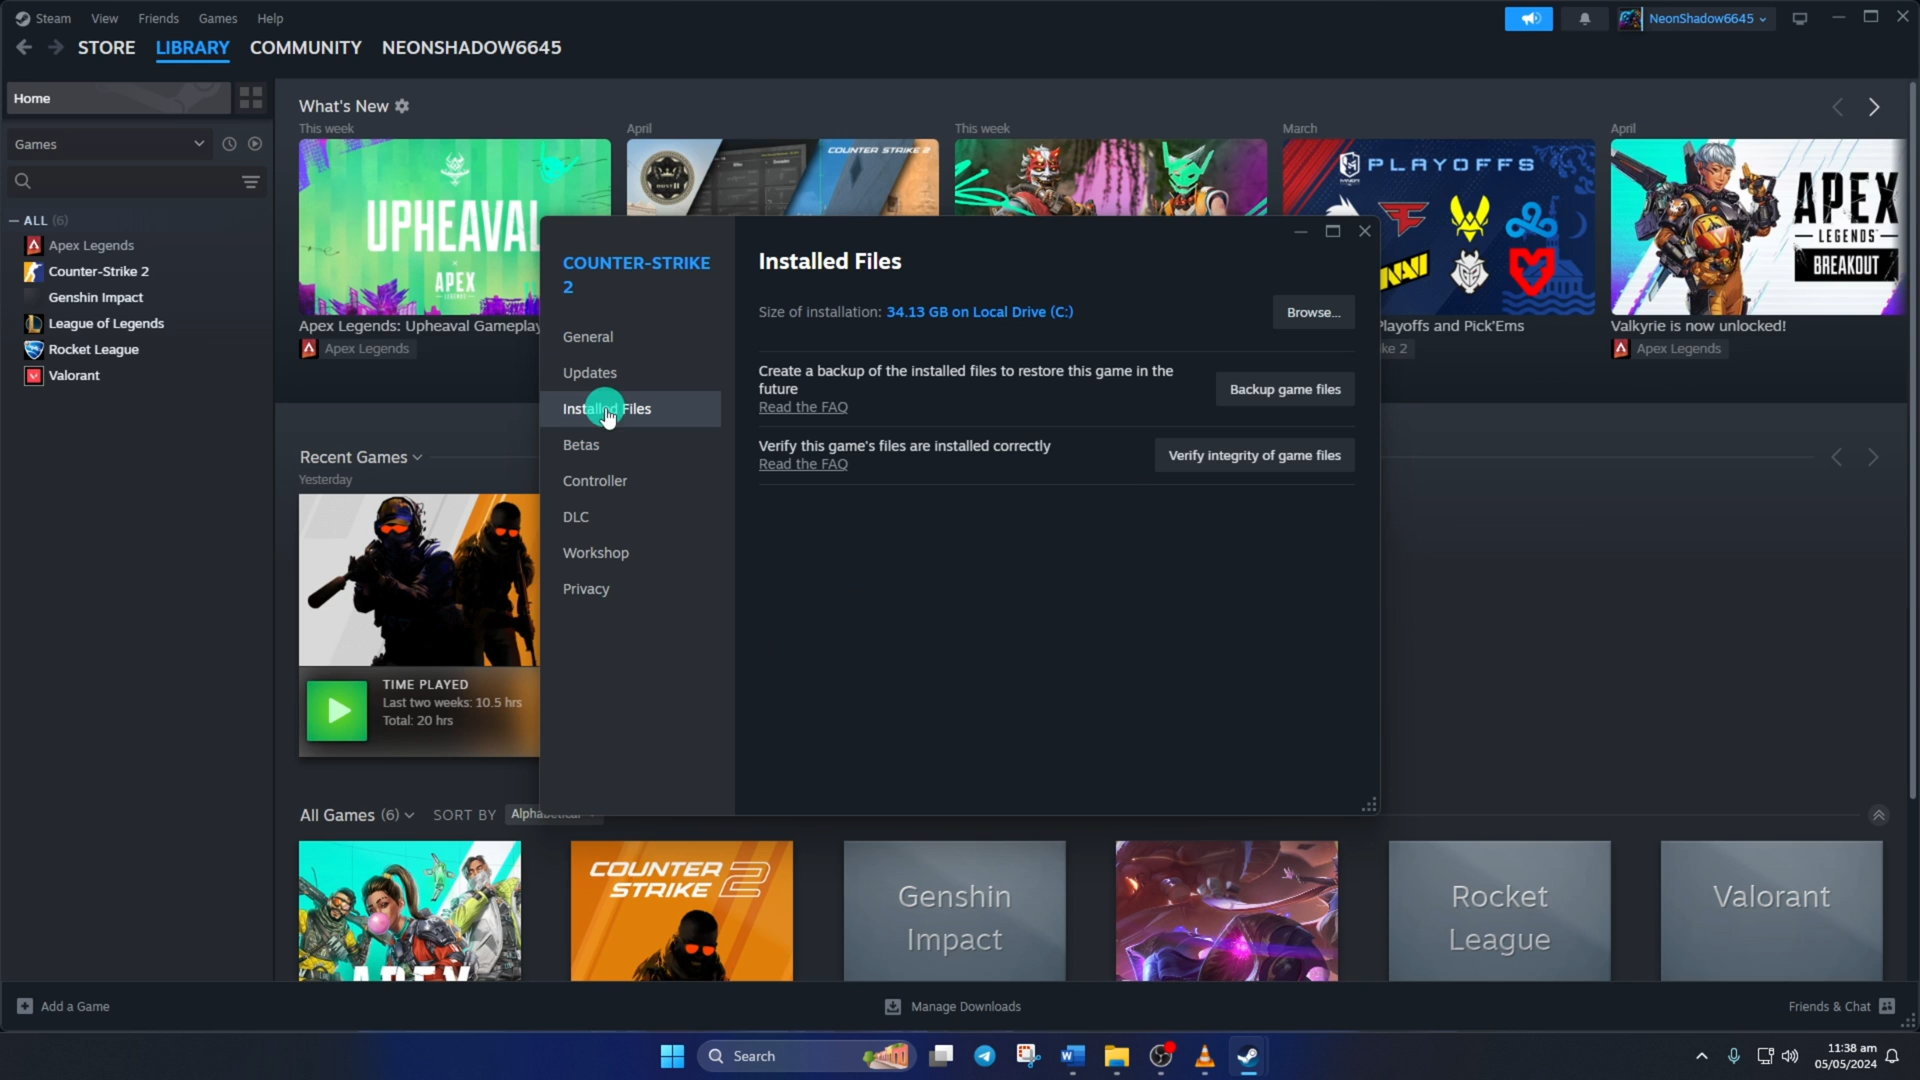 Steam View Friends Games Help
NeonShadow6645
STORE LIBRARY COMMUNITY NEONSHADOW6645
Home
Games
ALL (6)
Apex Legends
Counter-Strike 2
Genshin Impact
League of Legends
Rocket League
Valorant
What's New
This week
April
This week
March
April
UPHEAVAL
APEX
DUST II
COUNTER STRIKE 2
PLAYOFFS
NAVI
APEX
LEGENDS
BREAKOUT
Apex Legends: Upheaval Gameplay
Apex Legends
Playoffs and Pick'Ems
ke 2
Valkyrie is now unlocked!
Apex Legends
COUNTER-STRIKE
2
General
Updates
Installed Files
Betas
Controller
DLC
Workshop
Privacy
Installed Files
Size of installation: 34.13 GB on Local Drive (C:)
Browse...
Create a backup of the installed files to restore this game in the
future
Read the FAQ
Backup game files
Verify this game's files are installed correctly
Read the FAQ
Verify integrity of game files
Recent Games
Yesterday
TIME PLAYED
Last two weeks: 10.5 hrs
Total: 20 hrs
All Games (6) SORT BY Alphabetical
COUNTER
STRIKE 2
Genshin
Impact
Rocket
League
Valorant
APEX
Add a Game
Manage Downloads
Friends & Chat
Search
11:38 am
05/05/2024